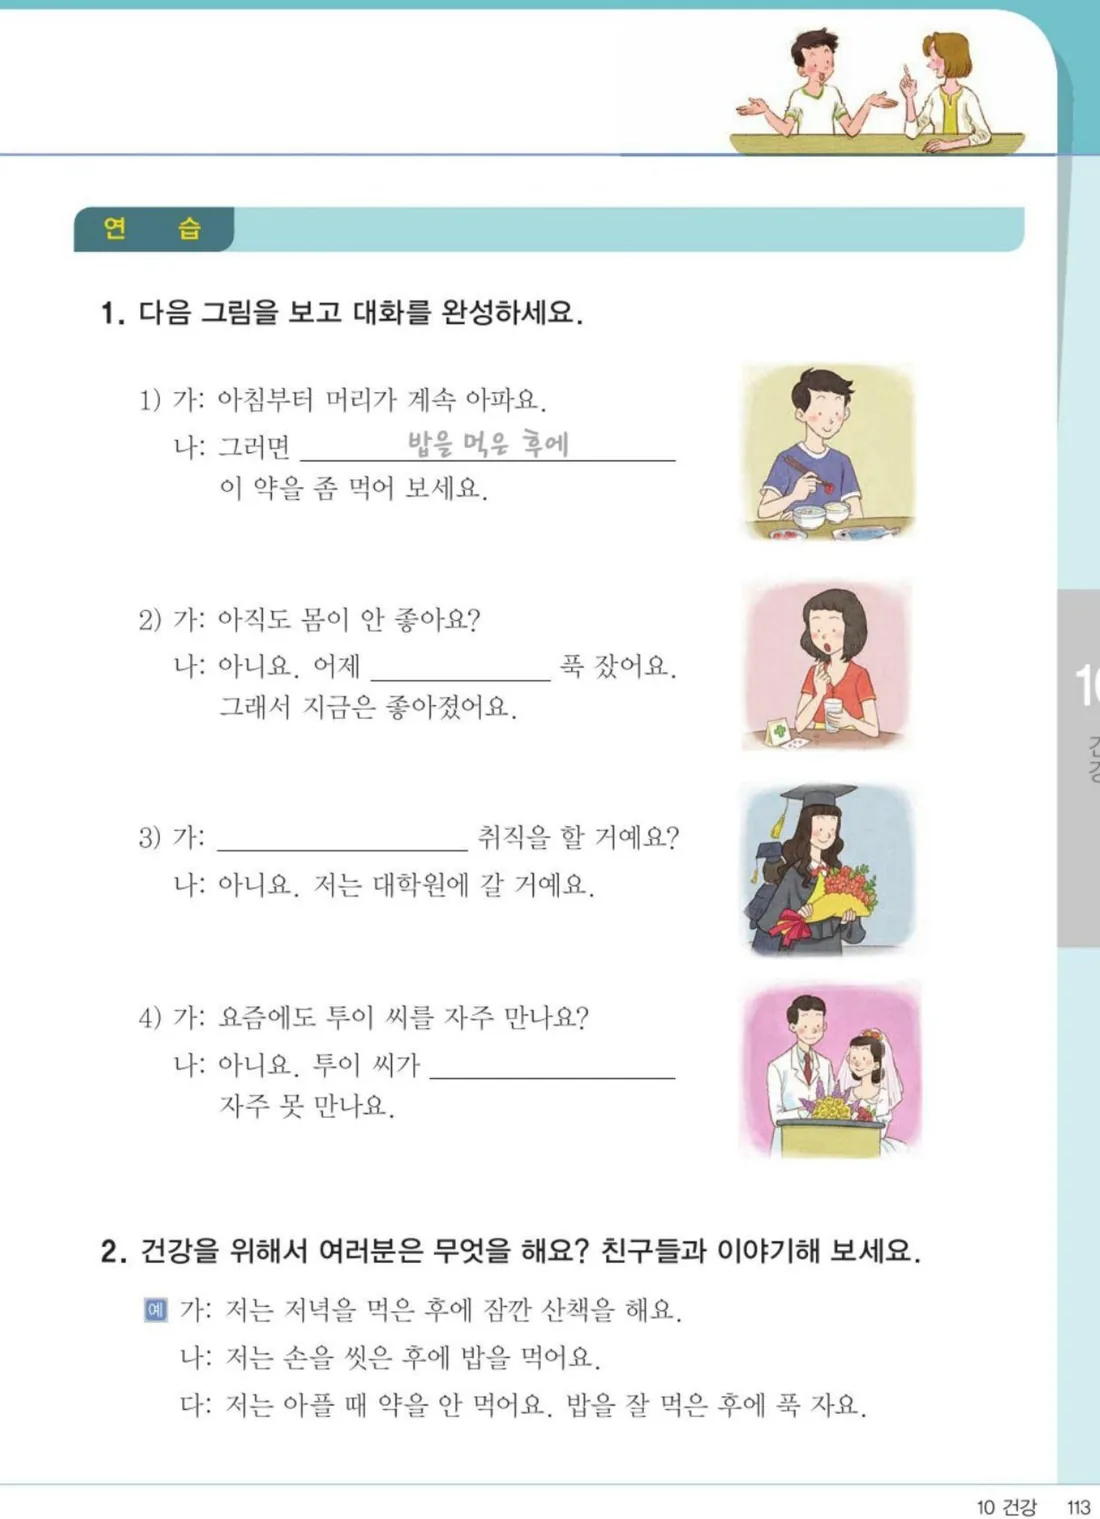 연 습
1. 다음 그림을 보고 대화를 완성하세요.
1) 가: 아침부터 머리가 계속 아파요.
나: 그러면 밥을 먹은 후에
이 약을 좀 먹어 보세요.
2) 가: 아직도 몸이 안 좋아요?
나: 아니요. 어제 ____________ 푹 잤어요.
그래서 지금은 좋아졌어요.
3) 가: ____________ 취직을 할 거예요?
나: 아니요. 저는 대학원에 갈 거예요.
4) 가: 요즘에도 투이 씨를 자주 만나요?
나: 아니요. 투이 씨가 ____________
자주 못 만나요.
10
건강
2. 건강을 위해서 여러분은 무엇을 해요? 친구들과 이야기해 보세요.
예 가: 저는 저녁을 먹은 후에 잠깐 산책을 해요.
나: 저는 손을 씻은 후에 밥을 먹어요.
다: 저는 아플 때 약을 안 먹어요. 밥을 잘 먹은 후에 푹 자요.
10 건강 113